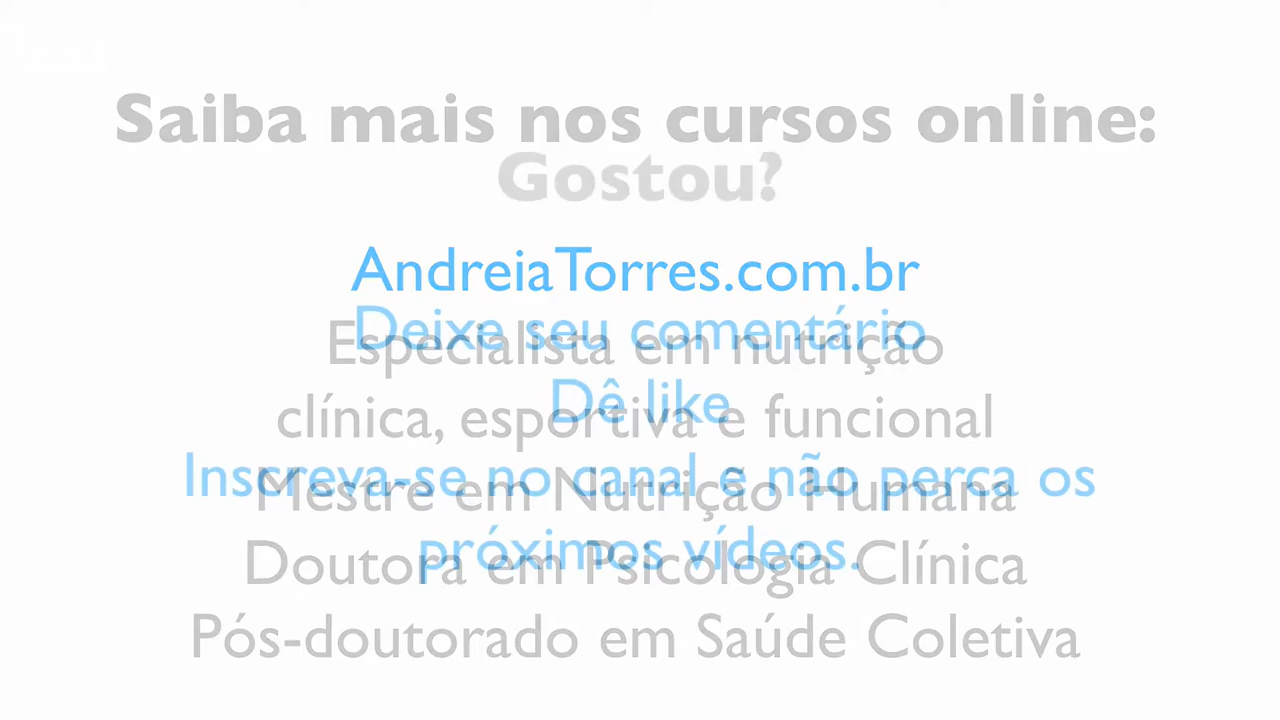 Saiba mais nos cursos online:
Gostou?
AndreiaTorres.com.br
Deixe seu comentário
Especialista em nutrição
Dê like
clínica, esportiva e funcional
Inscreva-se no canal e não perca os
Mestre em Nutrição Humana
próximos vídeos.
Doutora em Psicologia Clínica
Pós-doutorado em Saúde Coletiva